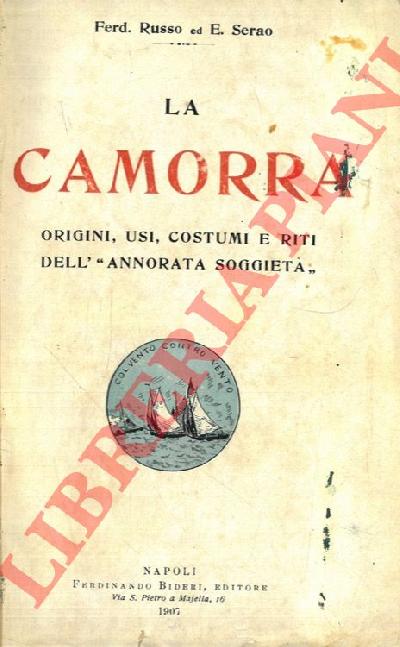 Ferd. Russo ed E. Serao
LA
CAMORRA
ORIGINI, USI, COSTUMI E RITI
DELL'“ANNORATA SOGGIETÀ„
COL VENTO CONTRO VENTO
NAPOLI
FERDINANDO BIDERI, EDITORE
Via S. Pietro a Majella, 16
1907
LIBRERIA PIANI